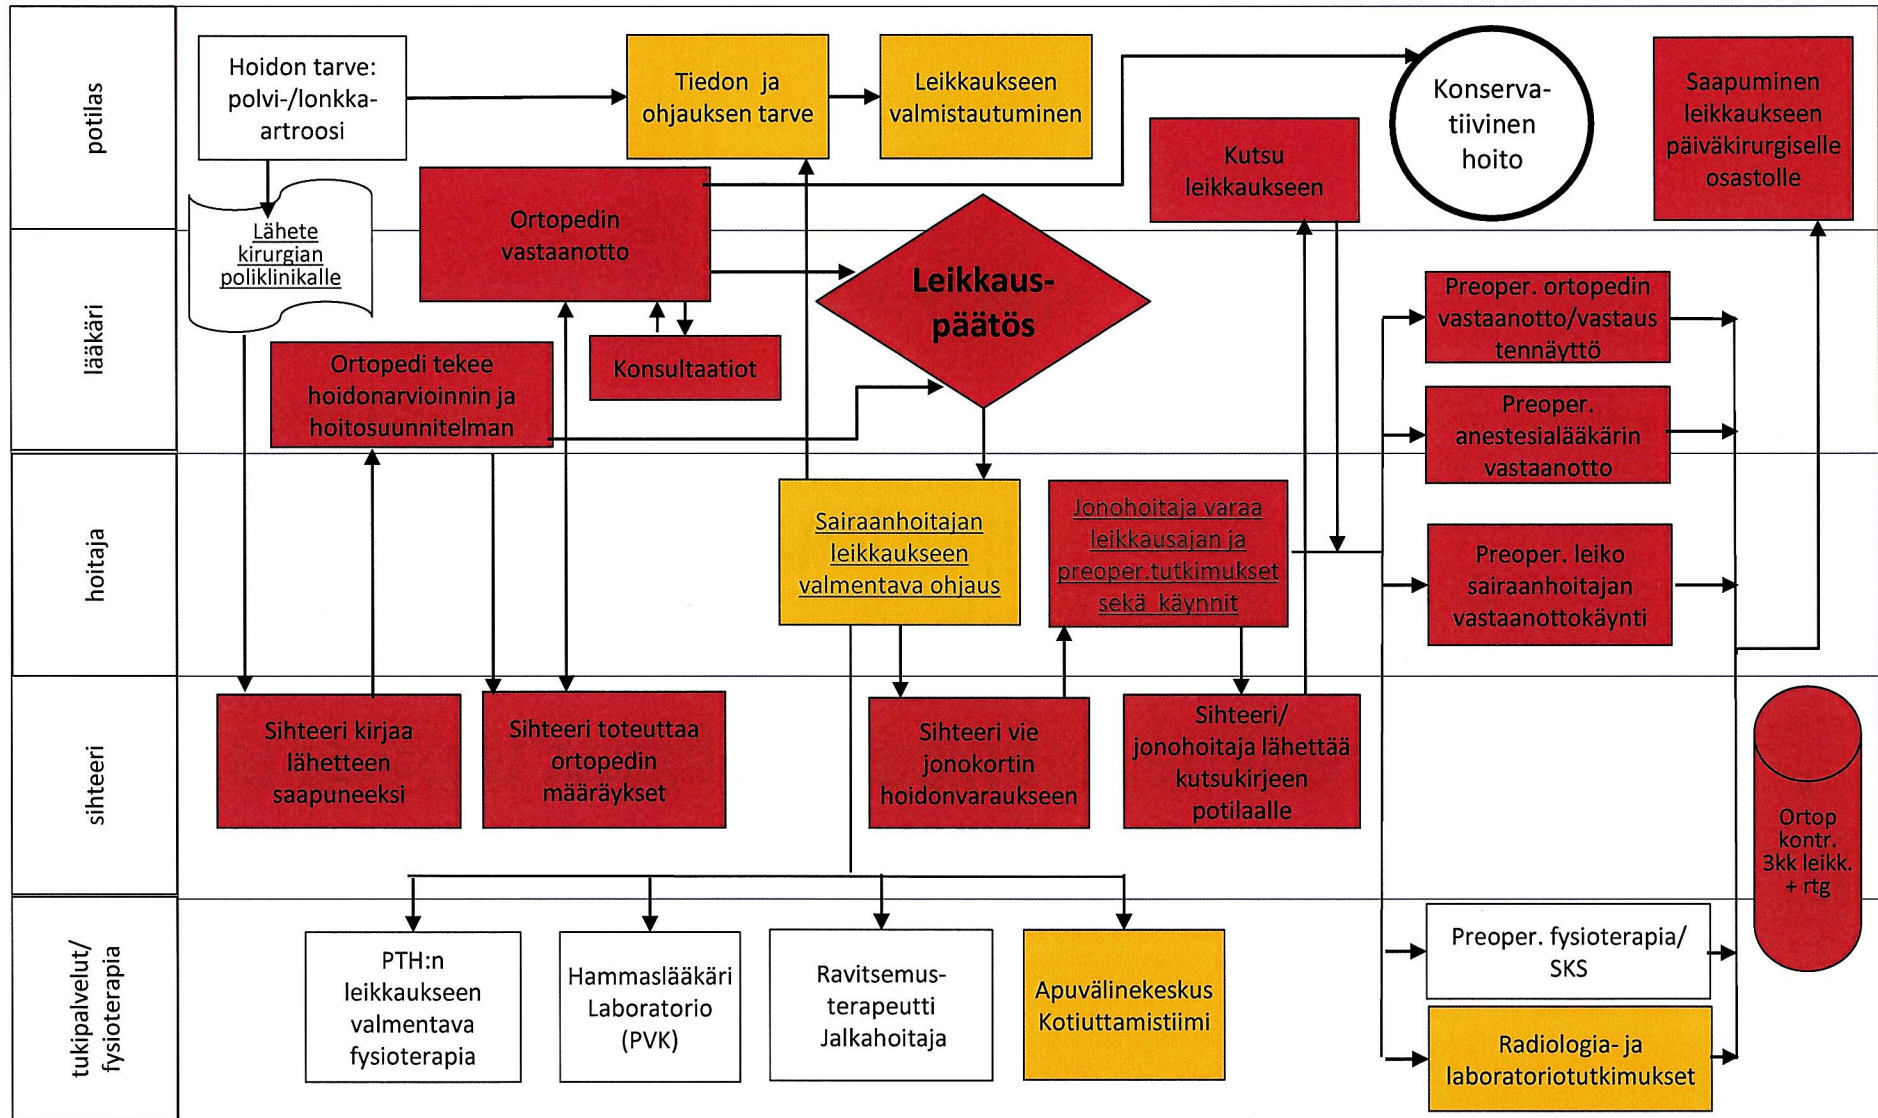 potilas
Hoidon tarve:
polvi-/lonkka-
artroosi
Tiedon ja
ohjauksen tarve
Leikkaukseen
valmistautuminen
Konserva-
tiivinen
hoito
Saapuminen
leikkaukseen
päiväkirurgiselle
osastolle
Kutsu
leikkaukseen
lääkäri
Lähete
kirurgian
poliklinikalle
Ortopedin
vastaanotto
Leikkaus-
päätös
Konsultaatiot
Ortopedi tekee
hoidonarvioinnin ja
hoitosuunnitelman
Preoper. ortopedin
vastaanotto/vastaus
tennäyttö
Preoper.
anestesialääkärin
vastaanotto
hoitaja
Sairaanhoitajan
leikkaukseen
valmentava ohjaus
Jonohoitaja varaa
leikkausajan ja
preoper.tutkimukset
sekä käynnit
Preoper. leiko
sairaanhoitajan
vastaanottokäynti
sihteeri
Sihteeri kirjaa
lähetteen
saapuneeksi
Sihteeri toteuttaa
ortopedin
määräykset
Sihteeri vie
jonokortin
hoidonvaraukseen
Sihteeri/
jonohoitaja lähettää
kutsukirjeen
potilaalle
Ortop
kontr.
3kk leikk.
+ rtg
tukipalvelut/
fysioterapia
PTH:n
leikkaukseen
valmentava
fysioterapia
Hammaslääkäri
Laboratorio
(PVK)
Ravitsemus-
terapeutti
Jalkahoitaja
Apuvälinekeskus
Kotiuttamistiimi
Preoper. fysioterapia/
SKS
Radiologia- ja
laboratoriotutkimukset